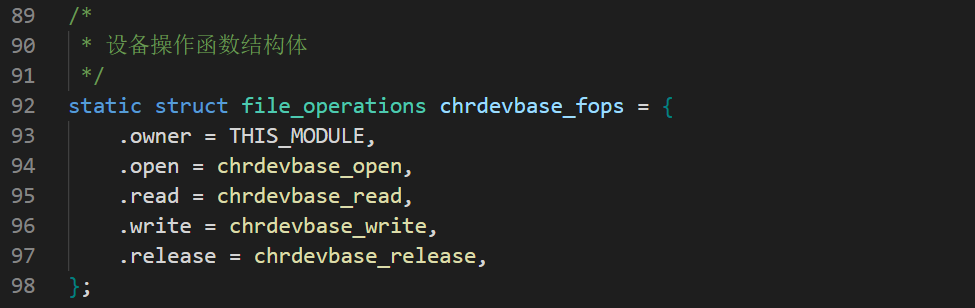 89 /*
90  * 设备操作函数结构体
91  */
92 static struct file_operations chrdevbase_fops = {
93     .owner = THIS_MODULE,
94     .open = chrdevbase_open,
95     .read = chrdevbase_read,
96     .write = chrdevbase_write,
97     .release = chrdevbase_release,
98 };